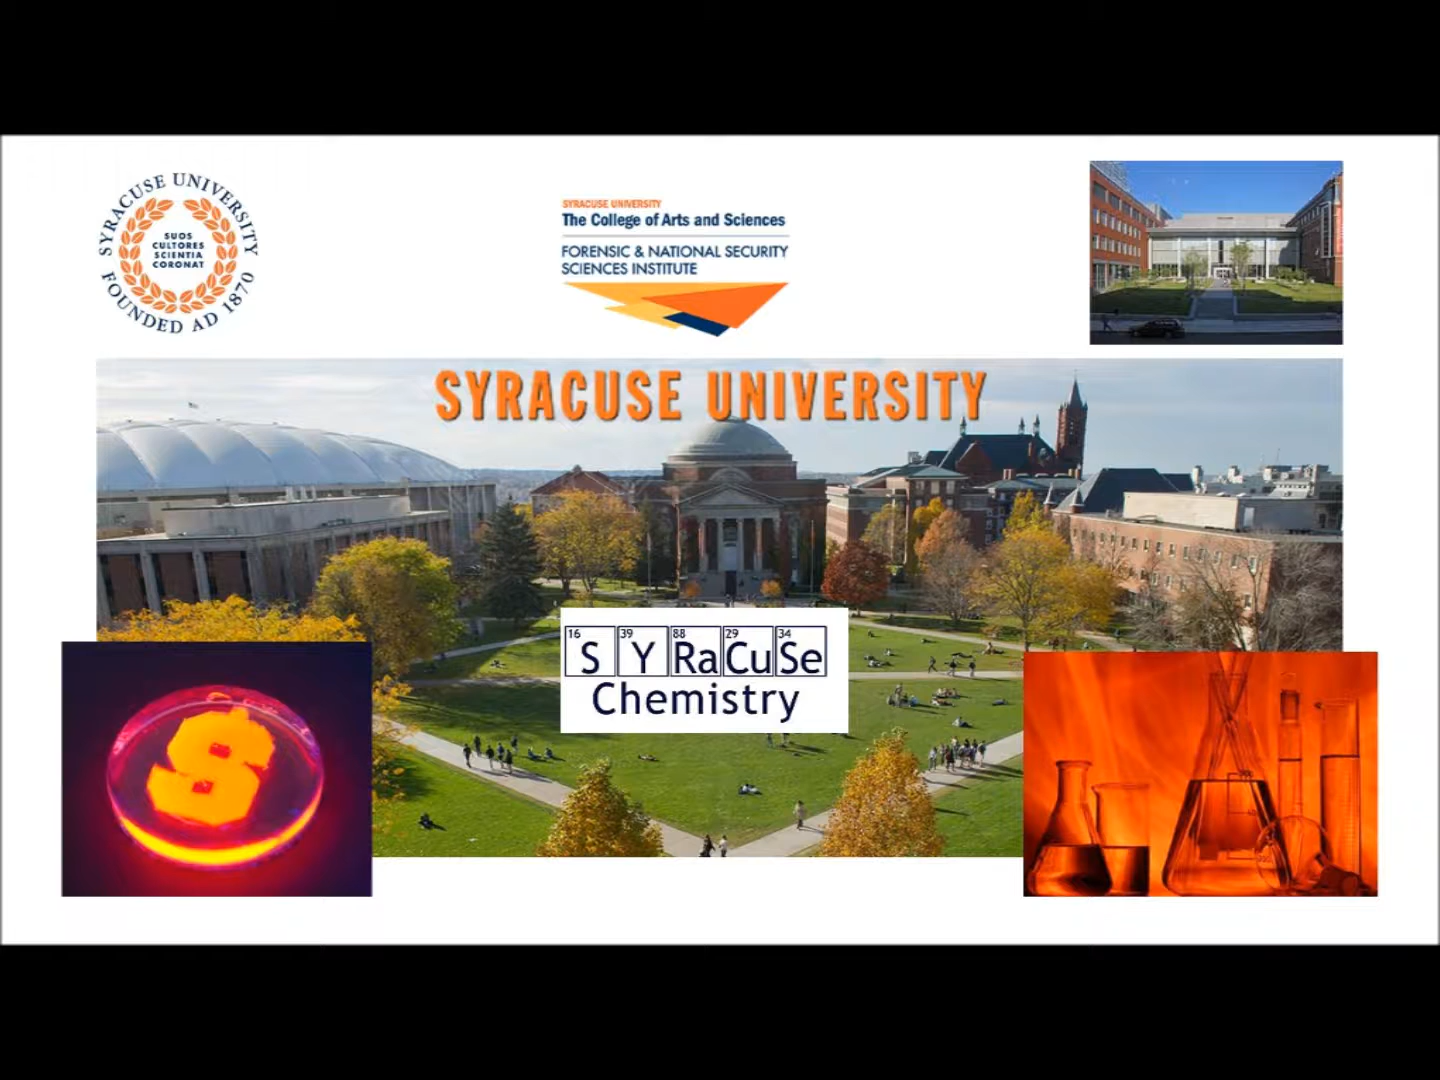 SYRACUSE UNIVERSITY
SUOS
CULTORES
SCIENTIA
CORONAT
FOUNDED AD 1870
SYRACUSE UNIVERSITY
The College of Arts and Sciences
FORENSIC & NATIONAL SECURITY
SCIENCES INSTITUTE
SYRACUSE UNIVERSITY
16 39 88 29 34
S Y Ra Cu Se
Chemistry
S